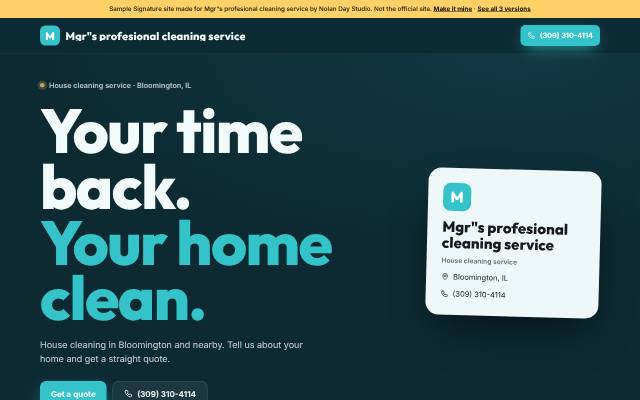 Sample Signature site made for Mgr"s profesional cleaning service by Nolan Day Studio. Not the official site. Make it mine · See all 3 versions
M Mgr"s profesional cleaning service
(309) 310-4114
House cleaning service · Bloomington, IL
Your time
back.
Your home
clean.
House cleaning in Bloomington and nearby. Tell us about your
home and get a straight quote.
Get a quote
(309) 310-4114
M
Mgr"s profesional
cleaning service
House cleaning service
Bloomington, IL
(309) 310-4114